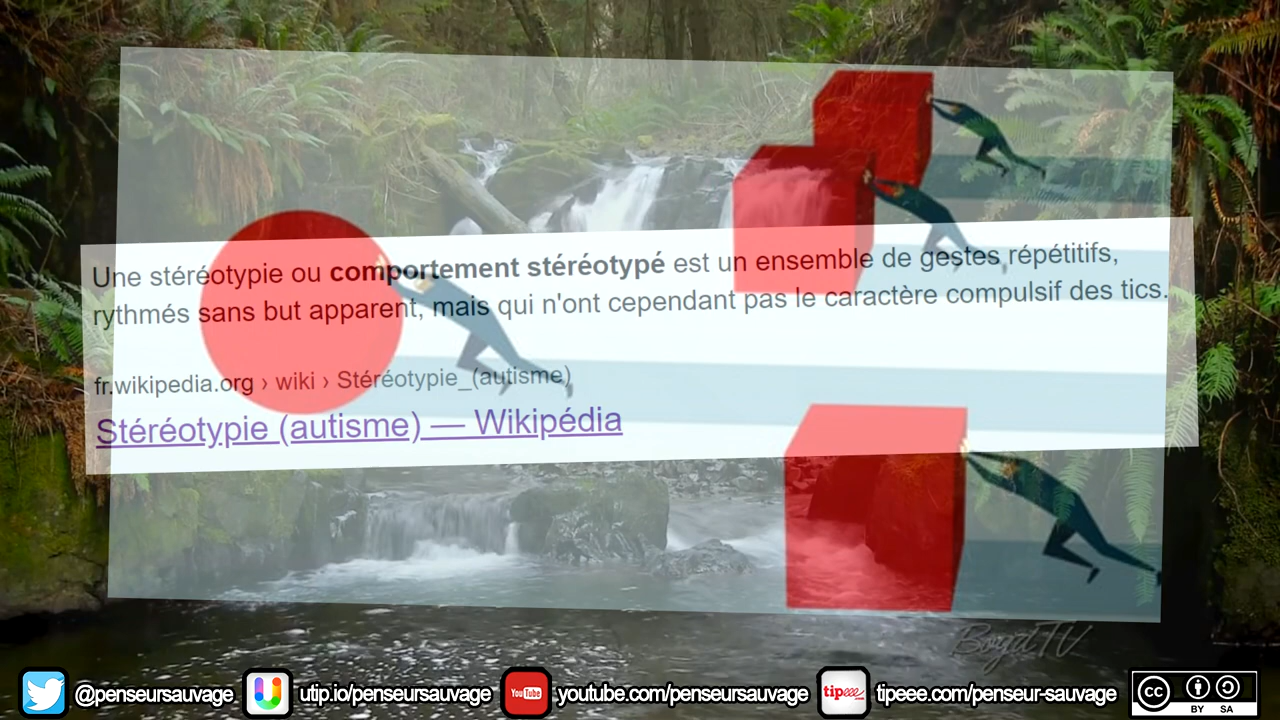 Une stéréotypie ou comportement stéréotypé est un ensemble de gestes répétitifs,
rythmés sans but apparent, mais qui n'ont cependant pas le caractère compulsif des tics.
fr.wikipedia.org › wiki › Stéréotypie_(autisme)
Stéréotypie (autisme) — Wikipédia
BoyzTV
@penseursauvage utip.io/penseursauvage YouTube youtube.com/penseursauvage tipeee tipeee.com/penseur-sauvage cc BY SA